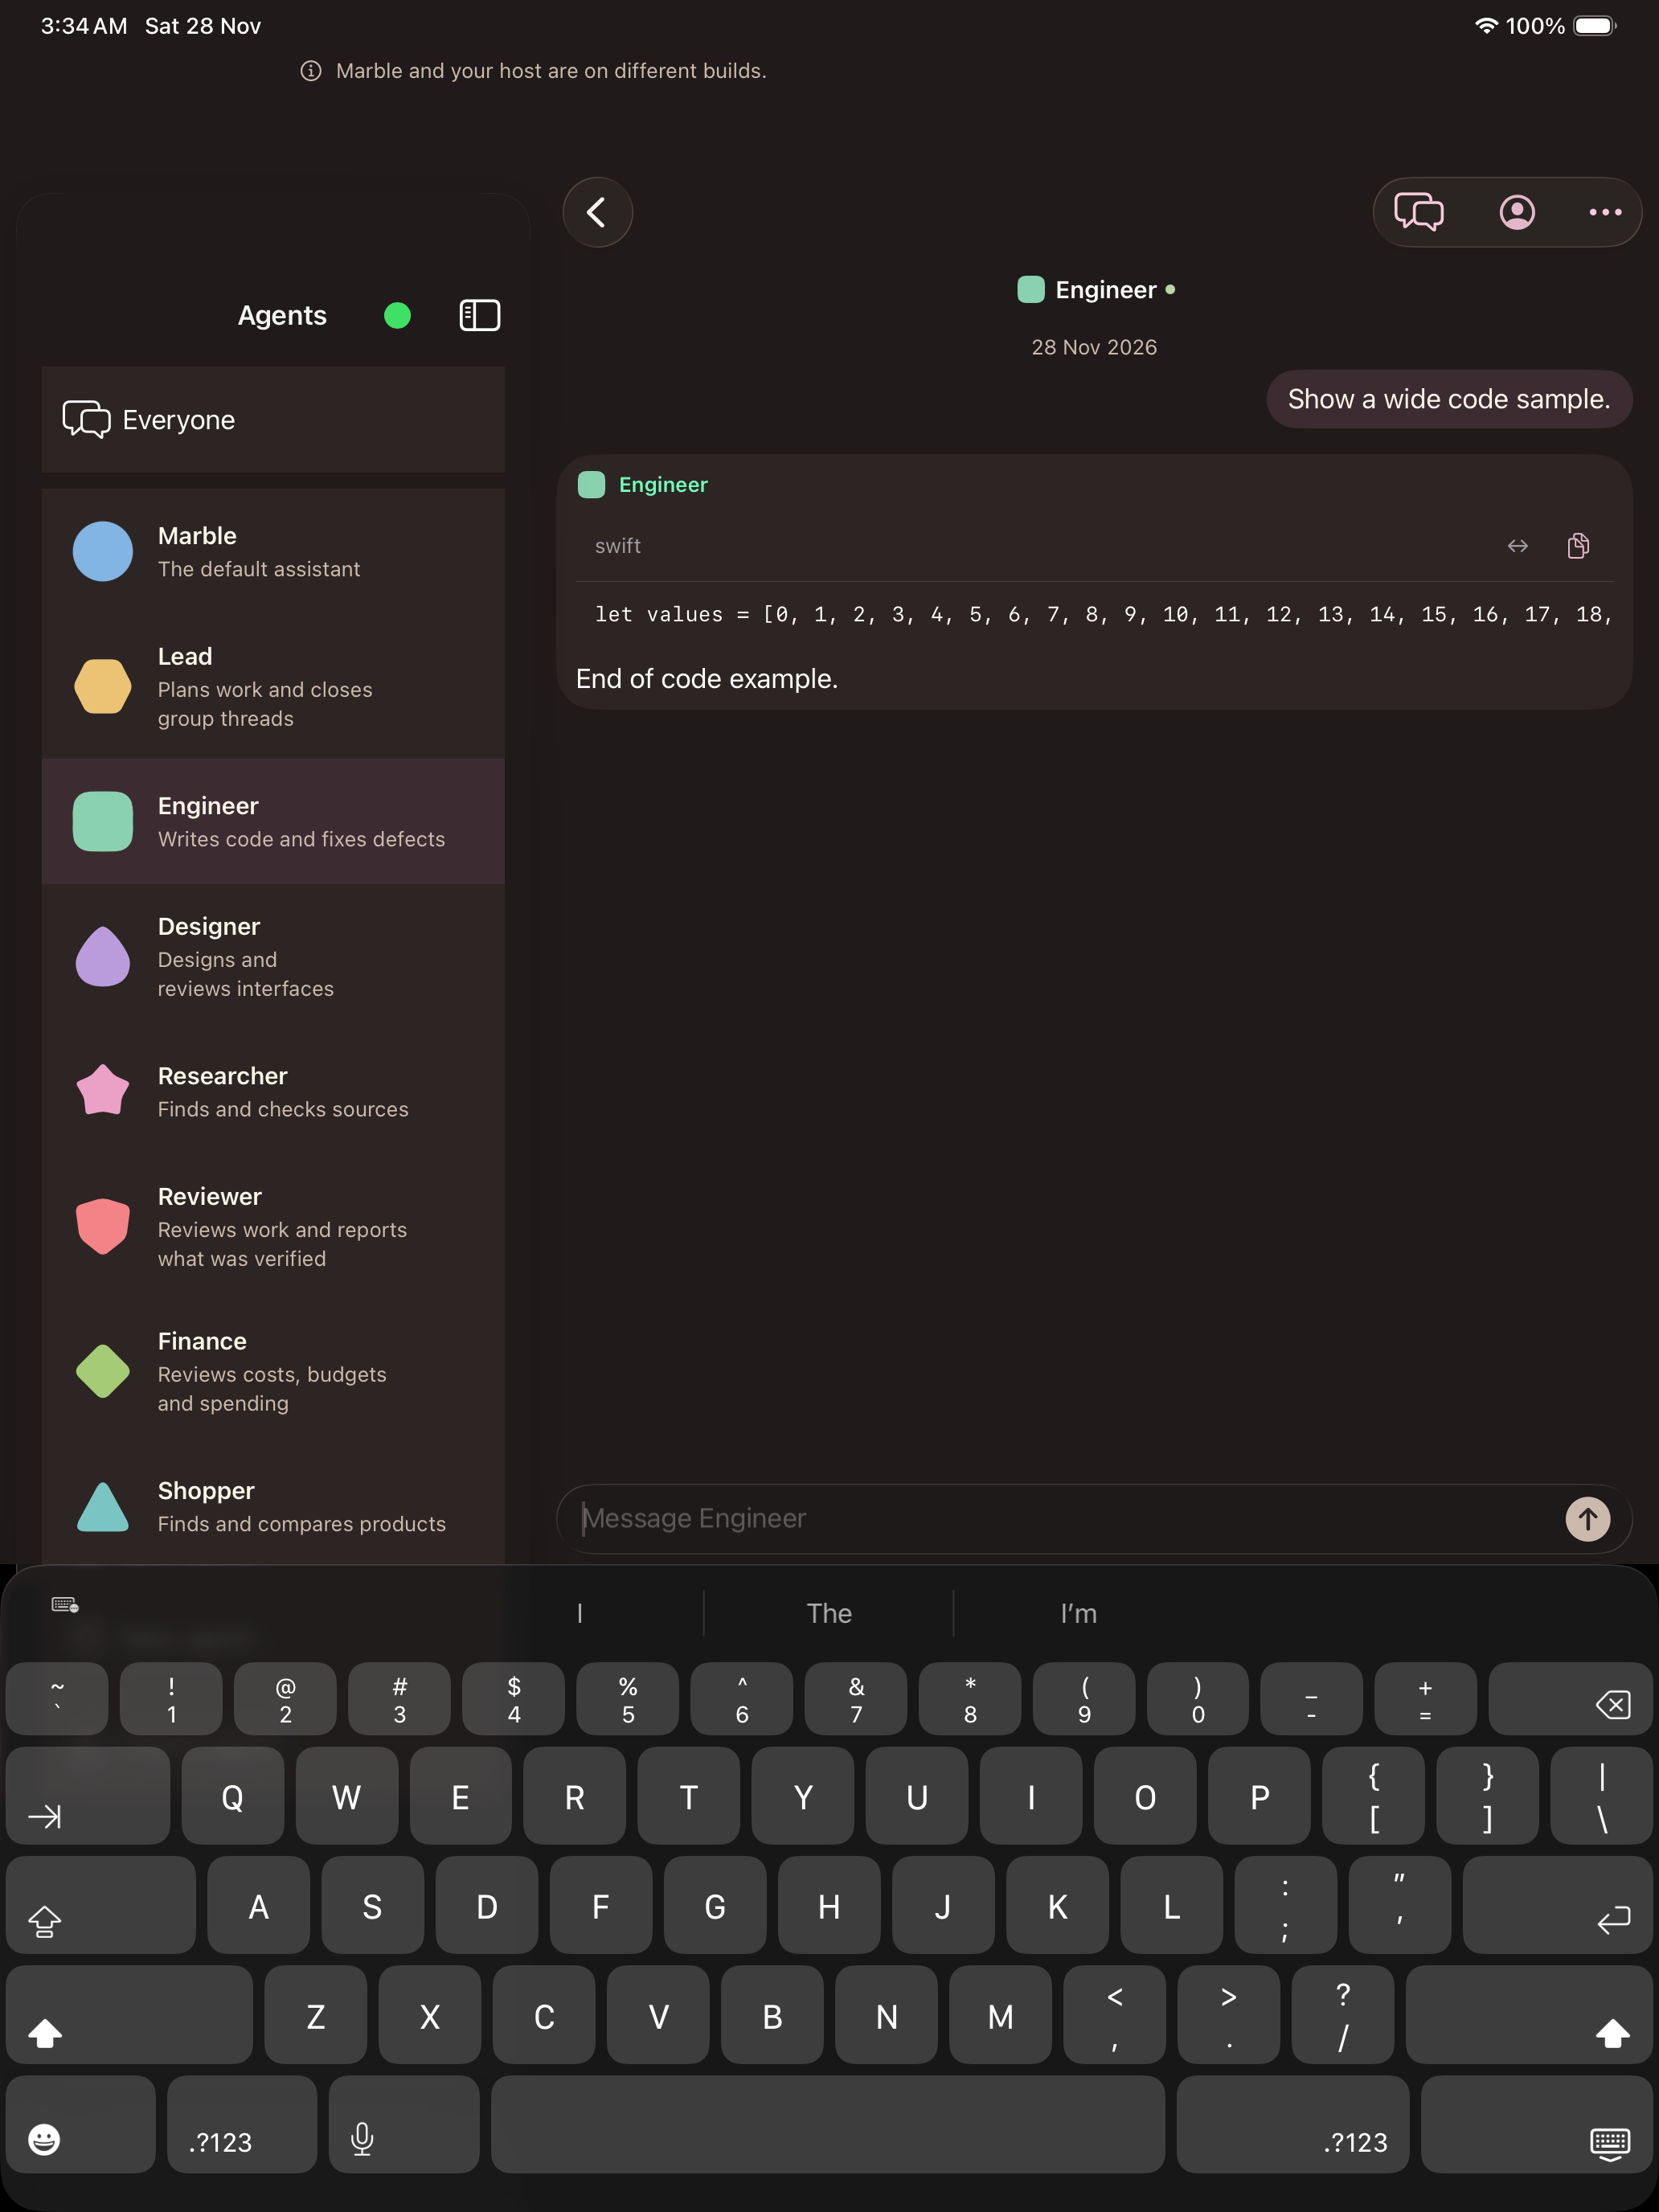 3:34 AM Sat 28 Nov
100%
Marble and your host are on different builds.
Agents
Everyone
Marble
The default assistant
Lead
Plans work and closes
group threads
Engineer
Writes code and fixes defects
Designer
Designs and
reviews interfaces
Researcher
Finds and checks sources
Reviewer
Reviews work and reports
what was verified
Finance
Reviews costs, budgets
and spending
Shopper
Finds and compares products
Engineer
28 Nov 2026
Show a wide code sample.
Engineer
swift
let values = [0, 1, 2, 3, 4, 5, 6, 7, 8, 9, 10, 11, 12, 13, 14, 15, 16, 17, 18,
End of code example.
Message Engineer
I The I’m
~ ! @ # $ % ^ & * ( ) _ +
` 1 2 3 4 5 6 7 8 9 0 - =
Q W E R T Y U I O P { } |
[ ] \
A S D F G H J K L : "
; '
Z X C V B N M < > ?
, . /
.?123 .?123